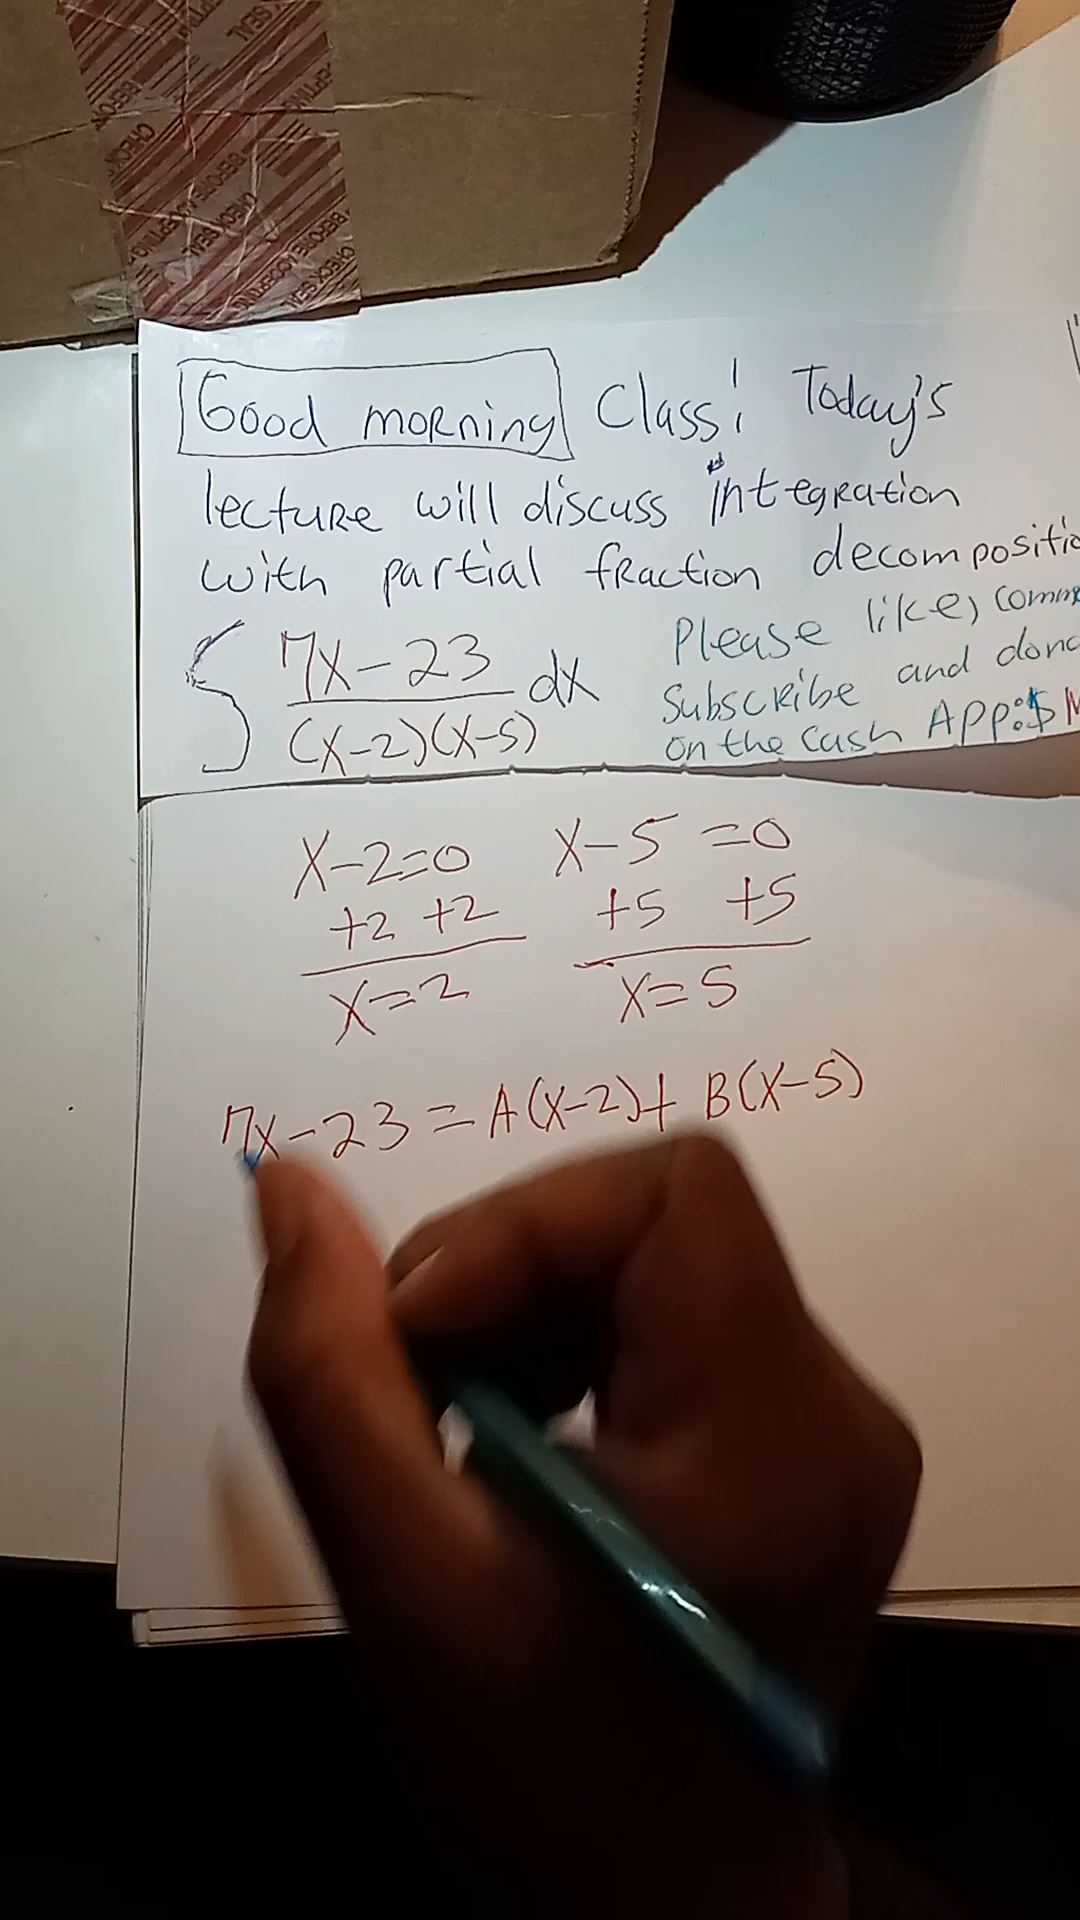 Good morning Class! Today's
lecture will discuss integration
with partial fraction decompositio
Please like, comm
Subscribe and dona
on the Cash App:$M
∫ 7x-23 dx
(x-2)(x-5)
x-2=0 x-5=0
+2 +2 +5 +5
x=2 x=5
7x-23=A(x-2)+B(x-5)